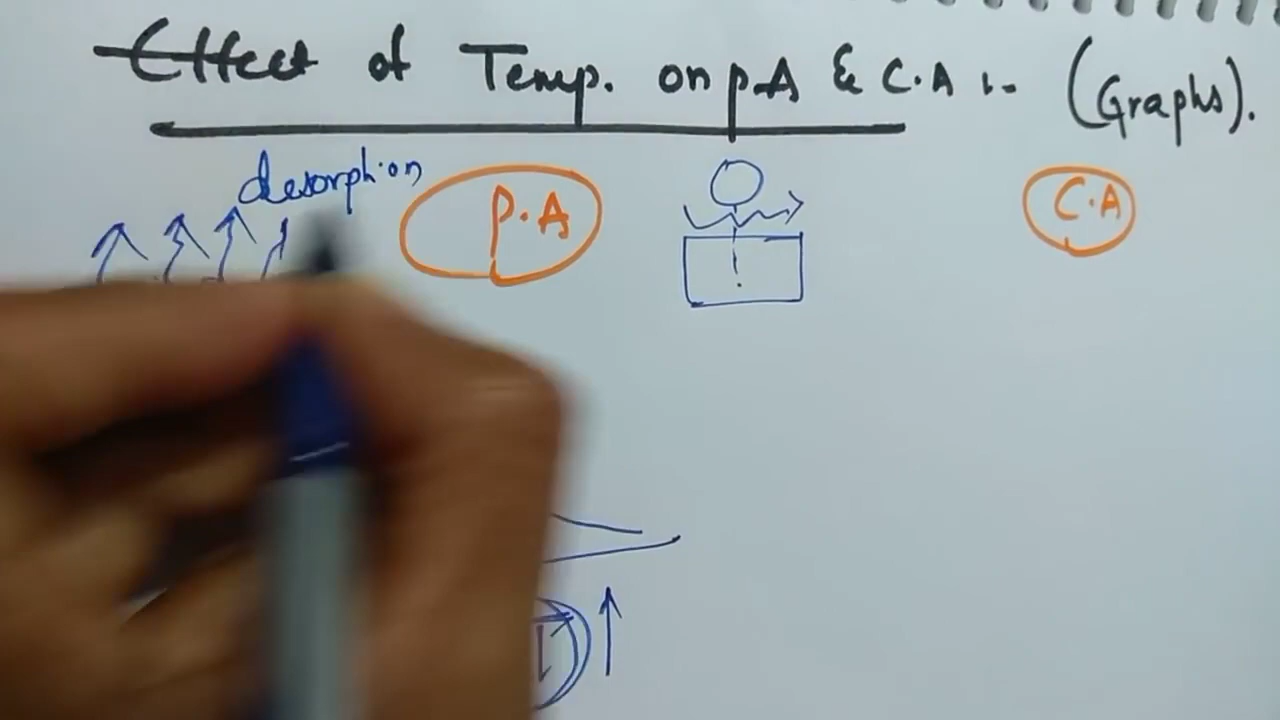 Effect of Temp. on p.A & C.A :- (Graphs).
desorption
P.A
C.A